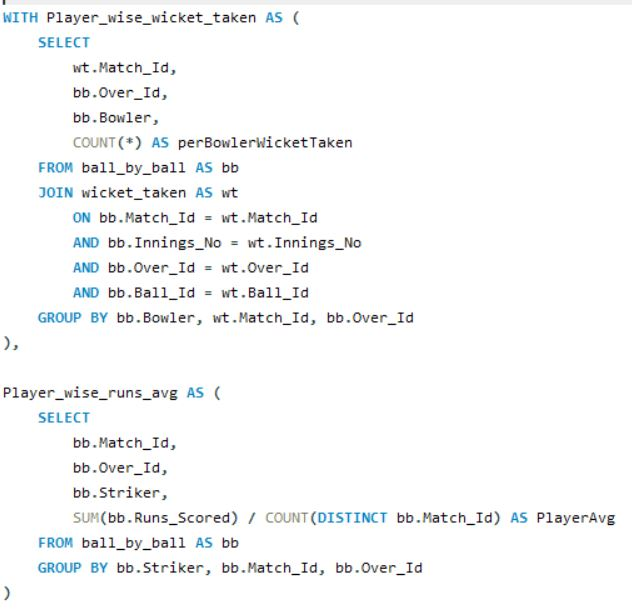 WITH Player_wise_wicket_taken AS (
    SELECT
        wt.Match_Id,
        bb.Over_Id,
        bb.Bowler,
        COUNT(*) AS perBowlerWicketTaken
    FROM ball_by_ball AS bb
    JOIN wicket_taken AS wt
        ON bb.Match_Id = wt.Match_Id
        AND bb.Innings_No = wt.Innings_No
        AND bb.Over_Id = wt.Over_Id
        AND bb.Ball_Id = wt.Ball_Id
    GROUP BY bb.Bowler, wt.Match_Id, bb.Over_Id
),

Player_wise_runs_avg AS (
    SELECT
        bb.Match_Id,
        bb.Over_Id,
        bb.Striker,
        SUM(bb.Runs_Scored) / COUNT(DISTINCT bb.Match_Id) AS PlayerAvg
    FROM ball_by_ball AS bb
    GROUP BY bb.Striker, bb.Match_Id, bb.Over_Id
)